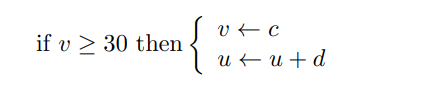 if v ≥ 30 then { v ← c
u ← u + d